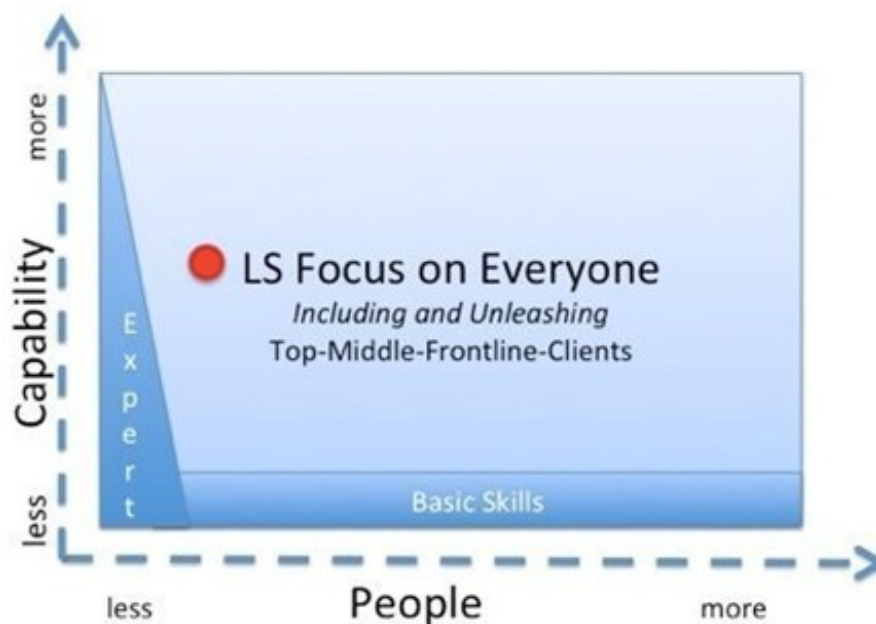 more
Capability
less
Expert
LS Focus on Everyone
Including and Unleashing
Top-Middle-Frontline-Clients
Basic Skills
less
People
more